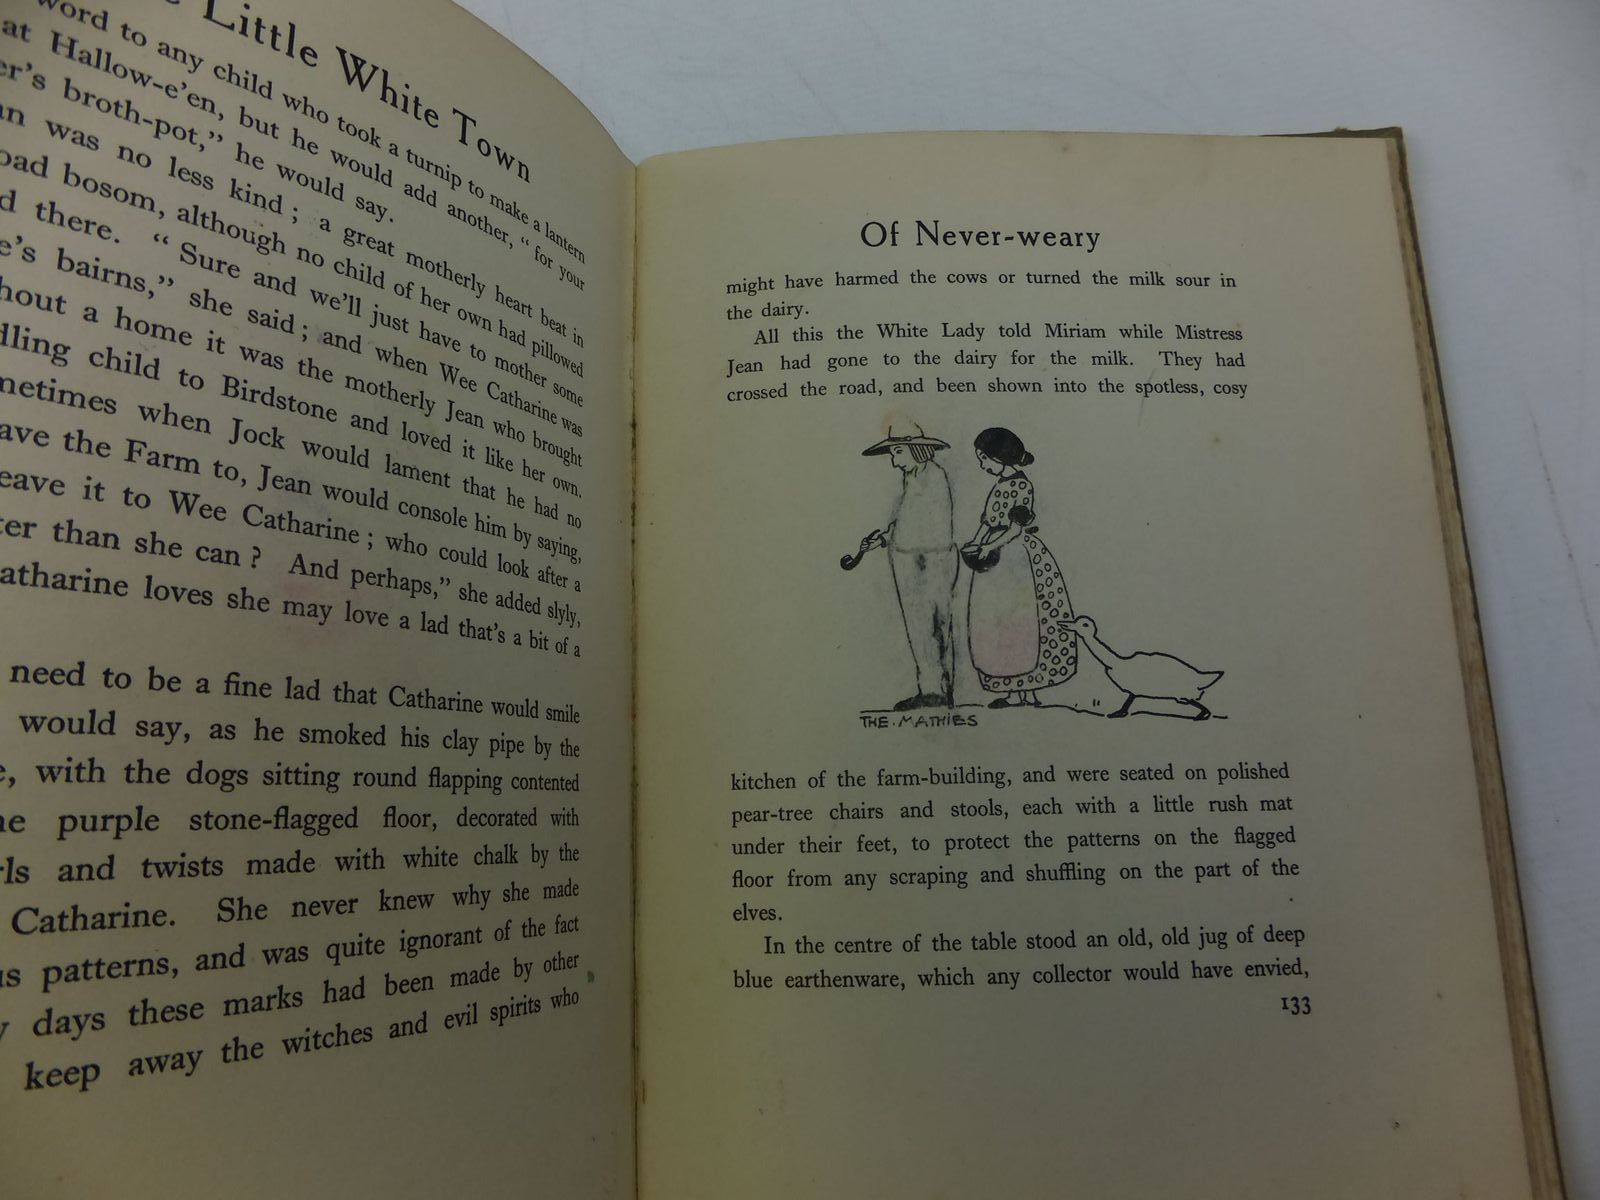 Little White Town
word to any child who took a turnip to make a lantern
at Hallow-e'en, but he would add another, "for your
er's broth-pot," he would say.
was no less kind; a great motherly heart beat in
bosom, although no child of her own had pillowed
there. "Sure and we'll just have to mother some
bairns," she said; and when Wee Catharine was
a home it was the motherly Jean who brought
child to Birdstone and loved it like her own.
when Jock would lament that he had no
the Farm to, Jean would console him by saying,
it to Wee Catharine; who could look after a
than she can? And perhaps," she added slyly,
atharine loves she may love a lad that's a bit of a
need to be a fine lad that Catharine would smile
would say, as he smoked his clay pipe by the
with the dogs sitting round flapping contented
purple stone-flagged floor, decorated with
and twists made with white chalk by the
Catharine. She never knew why she made
patterns, and was quite ignorant of the fact
days these marks had been made by other
keep away the witches and evil spirits who
Of Never-weary
might have harmed the cows or turned the milk sour in
the dairy.
All this the White Lady told Miriam while Mistress
Jean had gone to the dairy for the milk. They had
crossed the road, and been shown into the spotless, cosy
THE. MATHIES
kitchen of the farm-building, and were seated on polished
pear-tree chairs and stools, each with a little rush mat
under their feet, to protect the patterns on the flagged
floor from any scraping and shuffling on the part of the
elves.
In the centre of the table stood an old, old jug of deep
blue earthenware, which any collector would have envied,
133